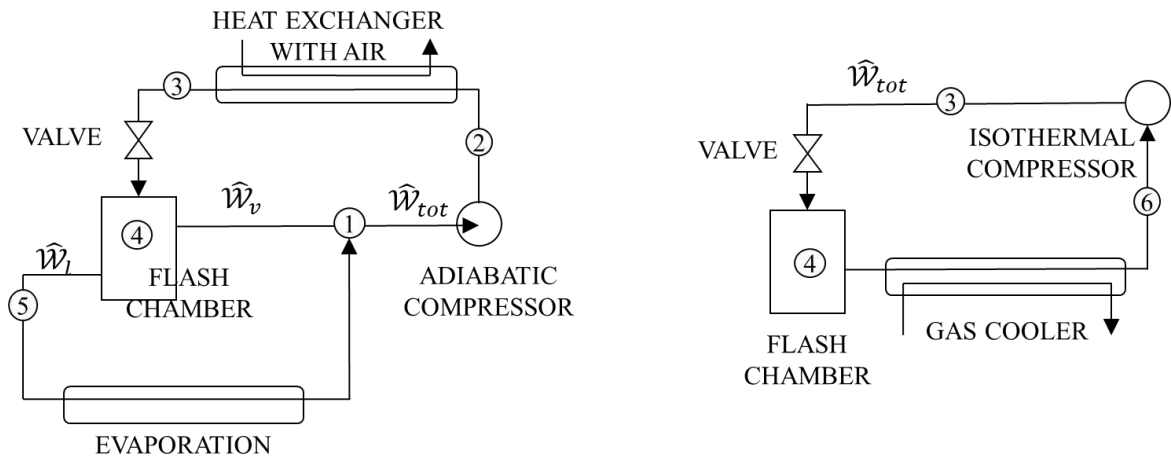 HEAT EXCHANGER
WITH AIR
3
VALVE
2
Ŵ_v
Ŵ_tot
1
4
Ŵ_l
FLASH
CHAMBER
ADIABATIC
COMPRESSOR
5
EVAPORATION
Ŵ_tot
3
VALVE
ISOTHERMAL
COMPRESSOR
6
4
FLASH
CHAMBER
GAS COOLER